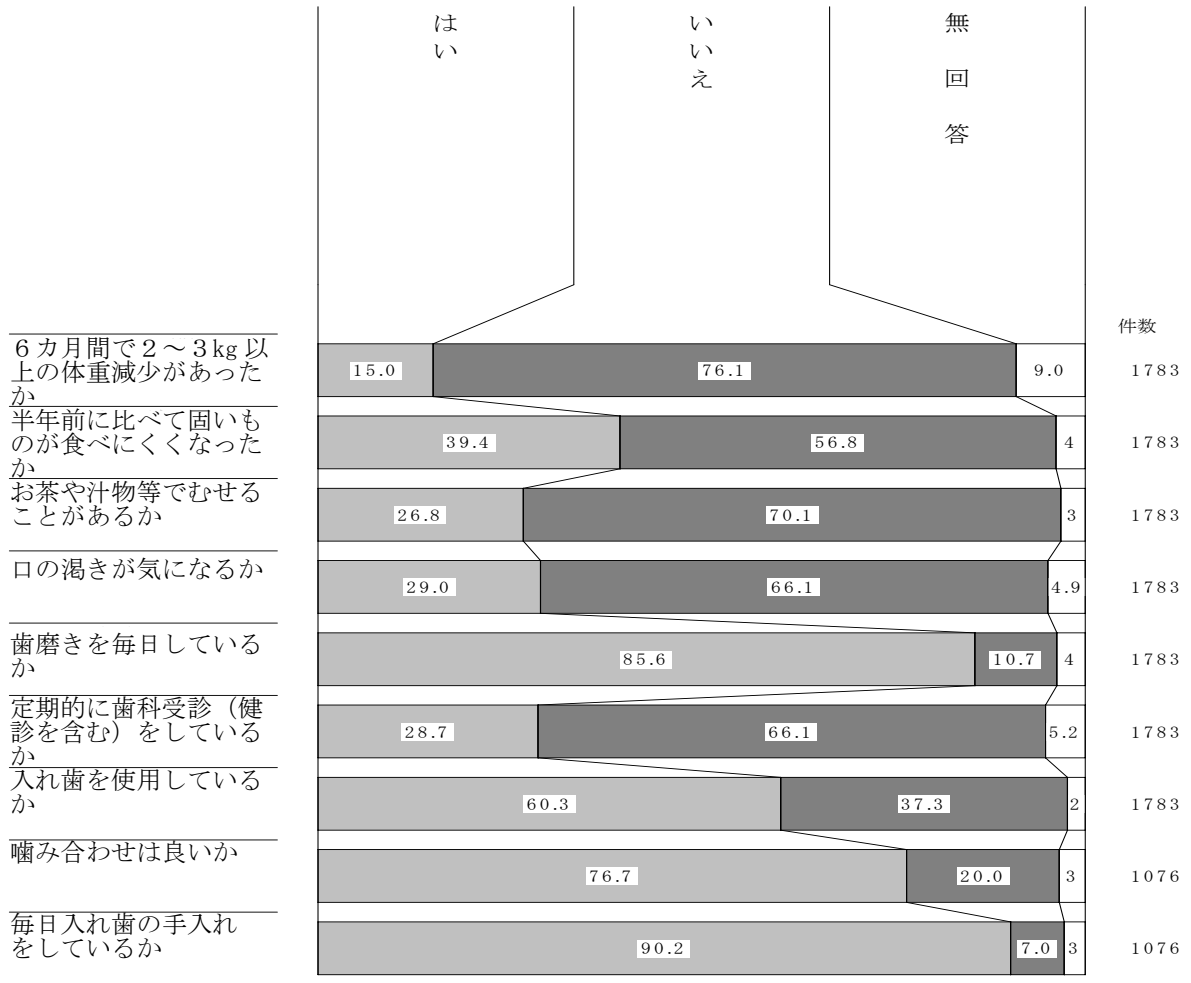 はい
いいえ
無回答
件数
6カ月間で2～3kg以
上の体重減少があった
か
15.0
76.1
9.0
1783
半年前に比べて固いも
のが食べにくくなった
か
39.4
56.8
4
1783
お茶や汁物等でむせる
ことがあるか
26.8
70.1
3
1783
口の渇きが気になるか
29.0
66.1
4.9
1783
歯磨きを毎日している
か
85.6
10.7
4
1783
定期的に歯科受診（健
診を含む）をしている
か
28.7
66.1
5.2
1783
入れ歯を使用している
か
60.3
37.3
2
1783
噛み合わせは良いか
76.7
20.0
3
1076
毎日入れ歯の手入れ
をしているか
90.2
7.0
3
1076